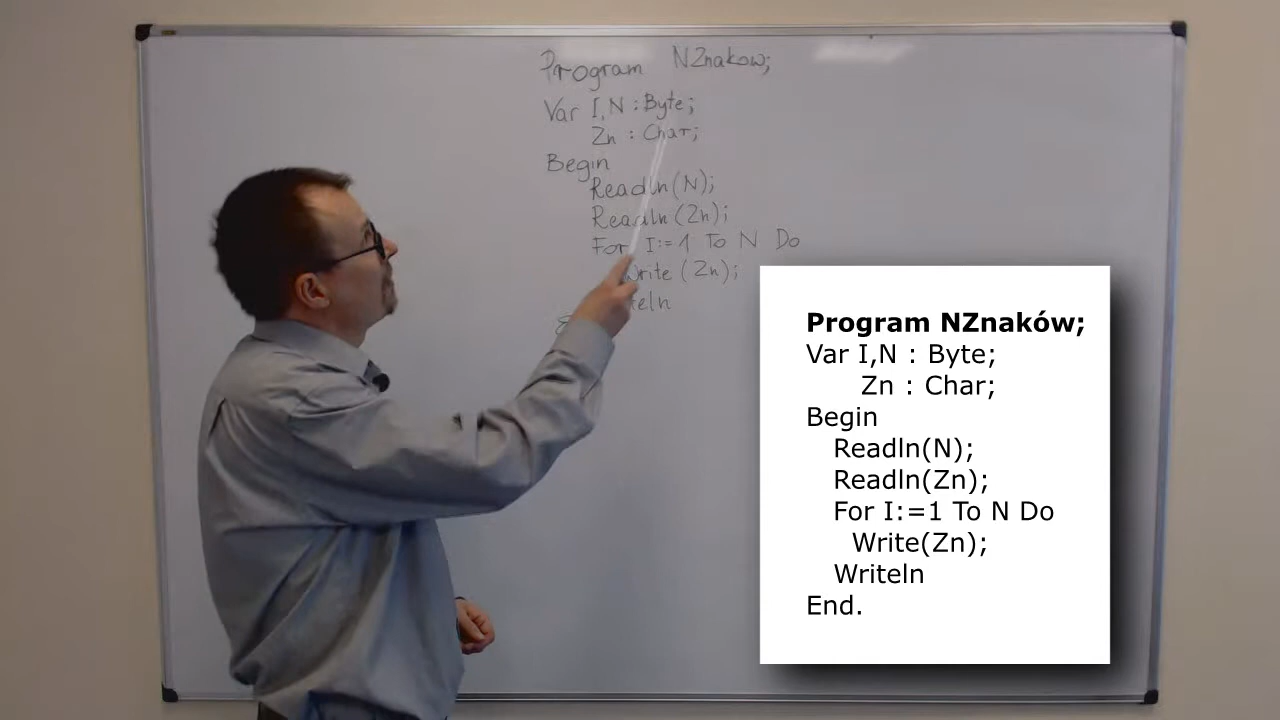 Program NZnakow;
Var I,N : Byte;
Zn : Char;
Begin
Readln(N);
Readln(Zn);
For I:=1 To N Do
Write (Zn);
teln
Program NZnaków;
Var I,N : Byte;
Zn : Char;
Begin
Readln(N);
Readln(Zn);
For I:=1 To N Do
Write(Zn);
Writeln
End.